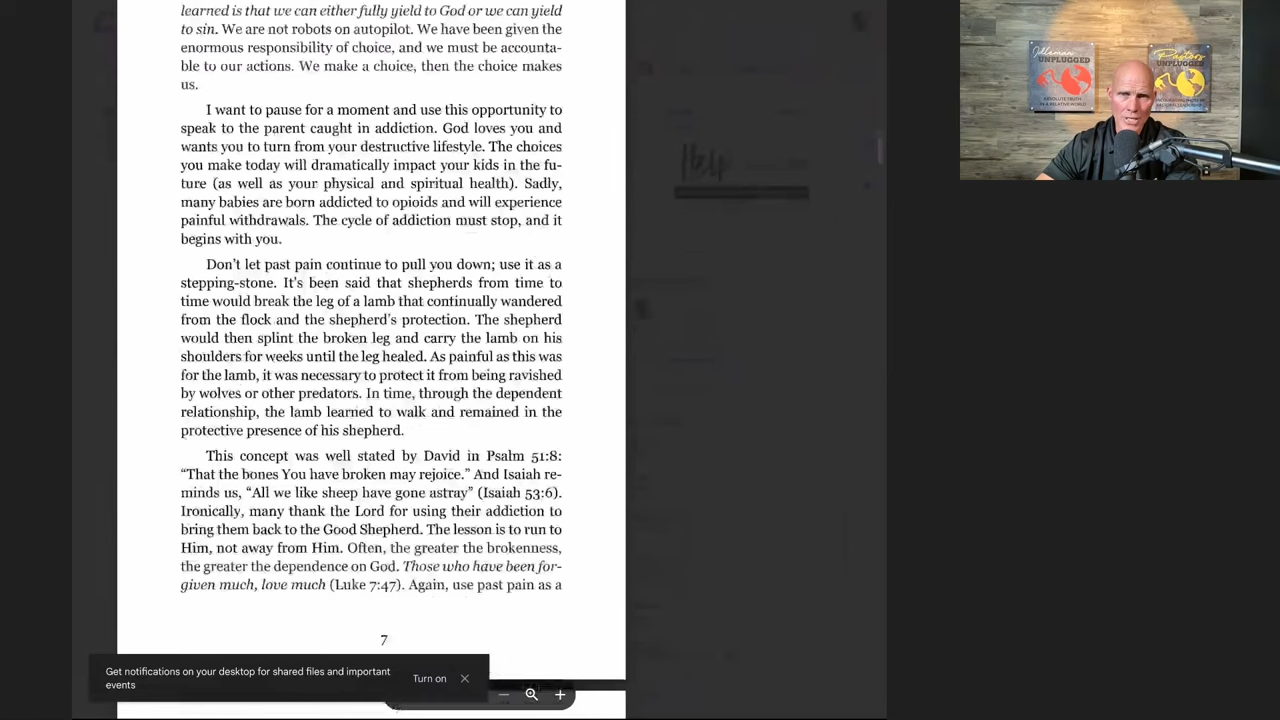 learned is that we can either fully yield to God or we can yield
to sin. We are not robots on autopilot. We have been given the
enormous responsibility of choice, and we must be accounta-
ble to our actions. We make a choice, then the choice makes
us.
I want to pause for a moment and use this opportunity to
speak to the parent caught in addiction. God loves you and
wants you to turn from your destructive lifestyle. The choices
you make today will dramatically impact your kids in the fu-
ture (as well as your physical and spiritual health). Sadly,
many babies are born addicted to opioids and will experience
painful withdrawals. The cycle of addiction must stop, and it
begins with you.
Don't let past pain continue to pull you down; use it as a
stepping-stone. It's been said that shepherds from time to
time would break the leg of a lamb that continually wandered
from the flock and the shepherd's protection. The shepherd
would then splint the broken leg and carry the lamb on his
shoulders for weeks until the leg healed. As painful as this was
for the lamb, it was necessary to protect it from being ravished
by wolves or other predators. In time, through the dependent
relationship, the lamb learned to walk and remained in the
protective presence of his shepherd.
This concept was well stated by David in Psalm 51:8:
“That the bones You have broken may rejoice.” And Isaiah re-
minds us, “All we like sheep have gone astray” (Isaiah 53:6).
Ironically, many thank the Lord for using their addiction to
bring them back to the Good Shepherd. The lesson is to run to
Him, not away from Him. Often, the greater the brokenness,
the greater the dependence on God. Those who have been for-
given much, love much (Luke 7:47). Again, use past pain as a
7
Get notifications on your desktop for shared files and important
events
Turn on
Help
Idleman
UNPLUGGED
ABSOLUTE TRUTH
IN A RELATIVE WORLD
Pastors
UNPLUGGED